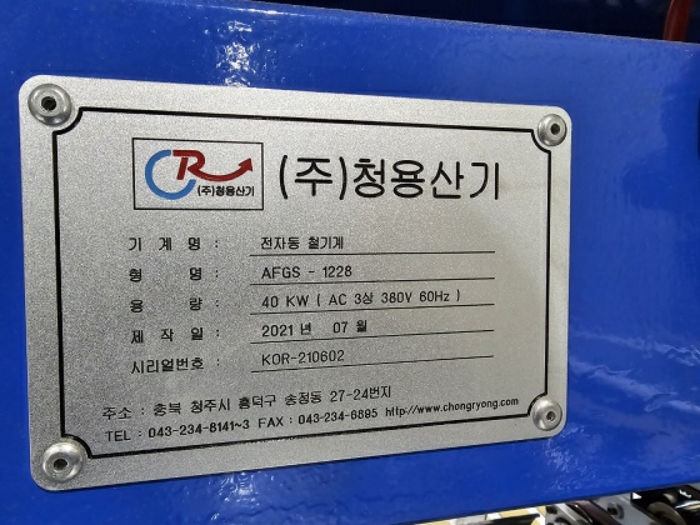 CR
(주)청용산기
(주)청용산기
기 계 명 : 전자동 철기계
형 명 : AFGS - 1228
용 량 : 40 KW ( AC 3상 380V 60Hz )
제 작 일 : 2021 년 07 월
시리얼번호 : KOR-210602
주소 : 충북 청주시 흥덕구 송정동 27-24번지
TEL : 043-234-8141~3 FAX : 043-234-6895 http://www.chongryong.com